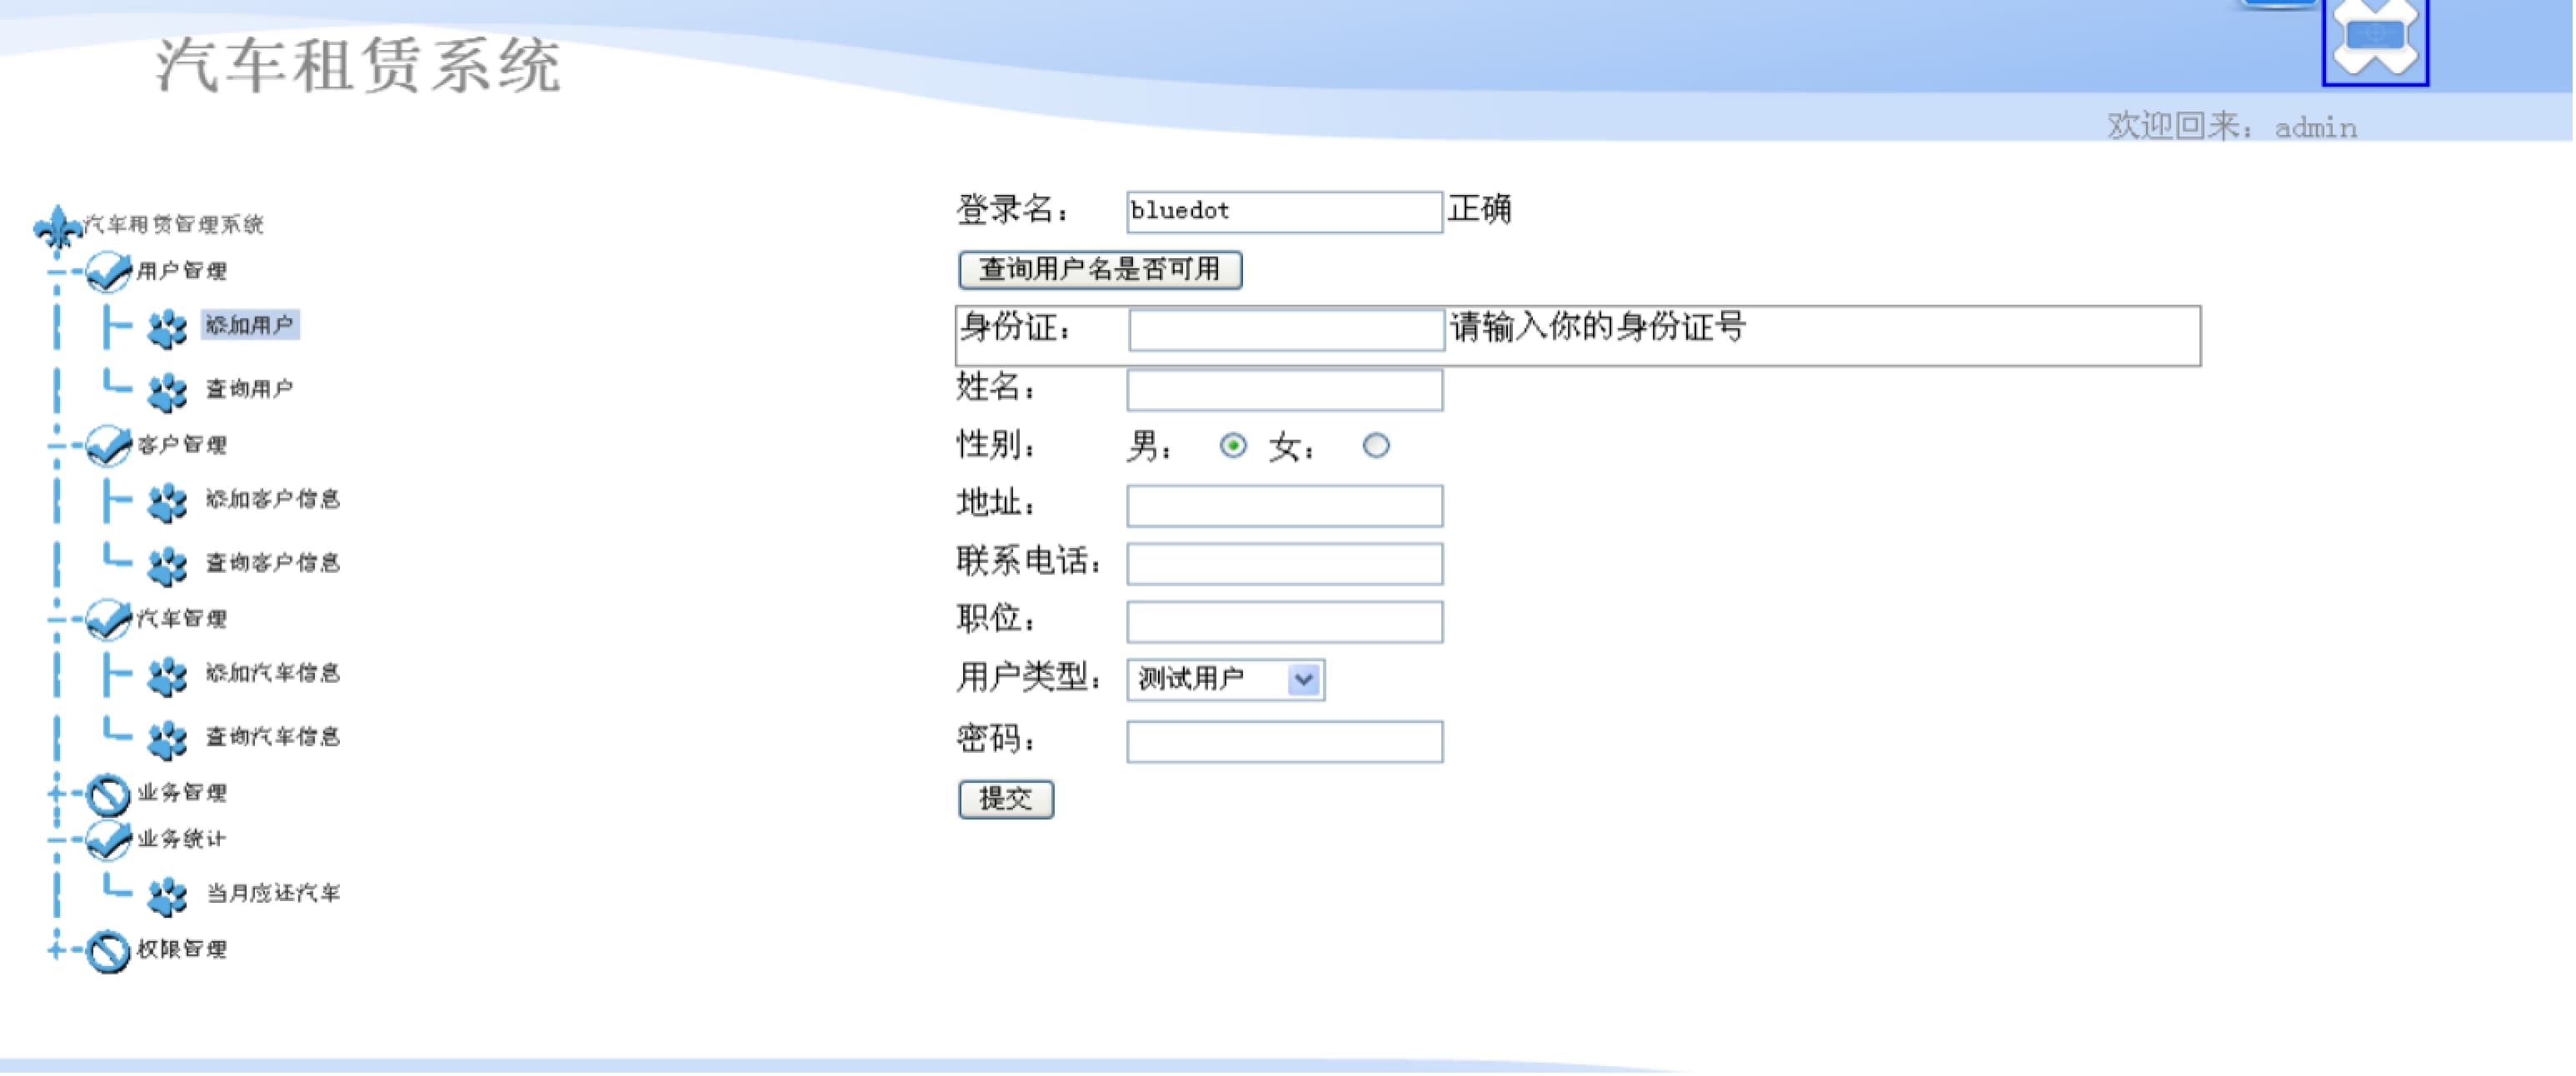 汽车租赁系统
欢迎回来：admin
汽车租赁管理系统
用户管理
添加用户
查询用户
客户管理
添加客户信息
查询客户信息
汽车管理
添加汽车信息
查询汽车信息
业务管理
业务统计
当月应还汽车
权限管理
登录名： bluedot 正确
查询用户名是否可用
身份证： 请输入你的身份证号
姓名：
性别： 男： 女：
地址：
联系电话：
职位：
用户类型： 测试用户
密码：
提交